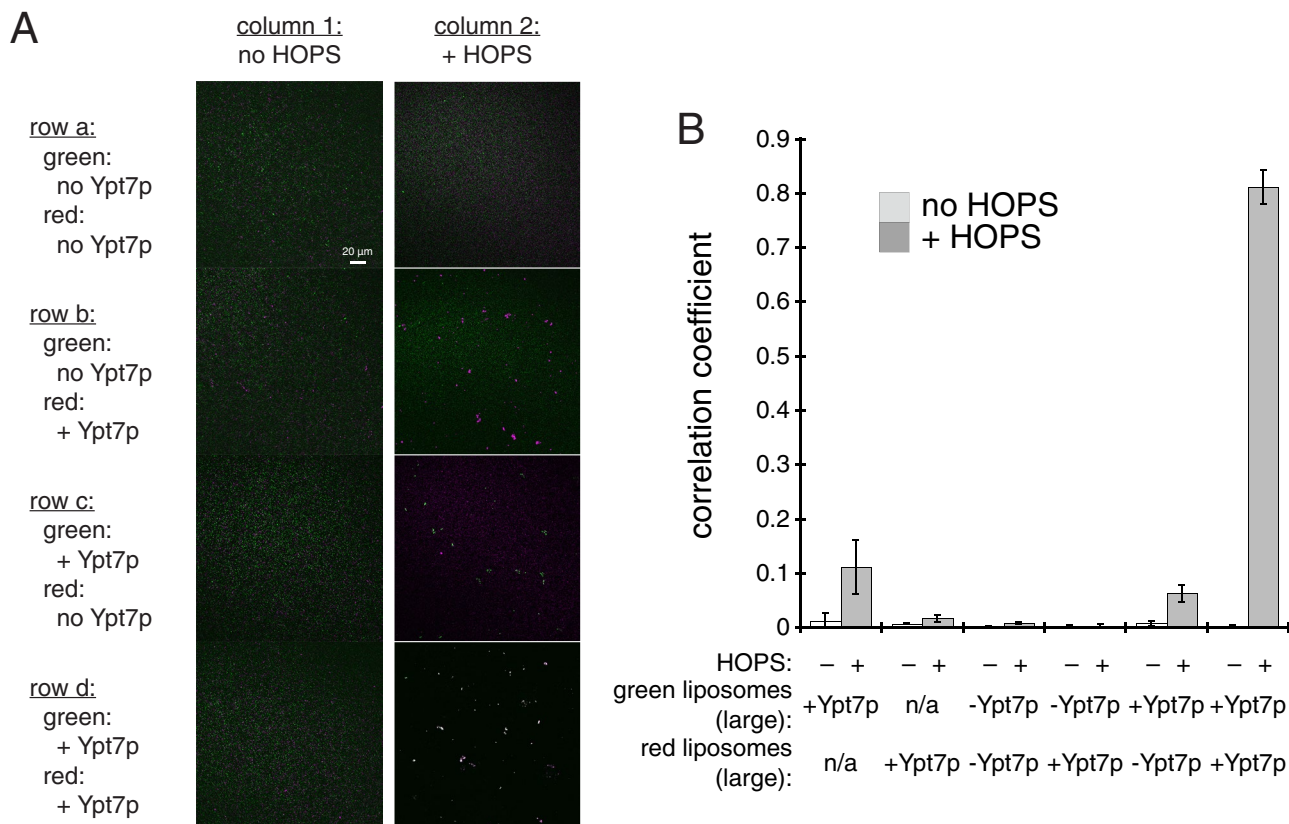 A
column 1:
no HOPS
column 2:
+ HOPS
row a:
green:
no Ypt7p
red:
no Ypt7p
20 µm
row b:
green:
no Ypt7p
red:
+ Ypt7p
row c:
green:
+ Ypt7p
red:
no Ypt7p
row d:
green:
+ Ypt7p
red:
+ Ypt7p
B
correlation coefficient
0.9
0.8
0.7
0.6
0.5
0.4
0.3
0.2
0.1
0
no HOPS
+ HOPS
HOPS: – + – + – + – + – + – +
green liposomes
(large): +Ypt7p n/a -Ypt7p -Ypt7p +Ypt7p +Ypt7p
red liposomes
(large): n/a +Ypt7p -Ypt7p +Ypt7p -Ypt7p +Ypt7p